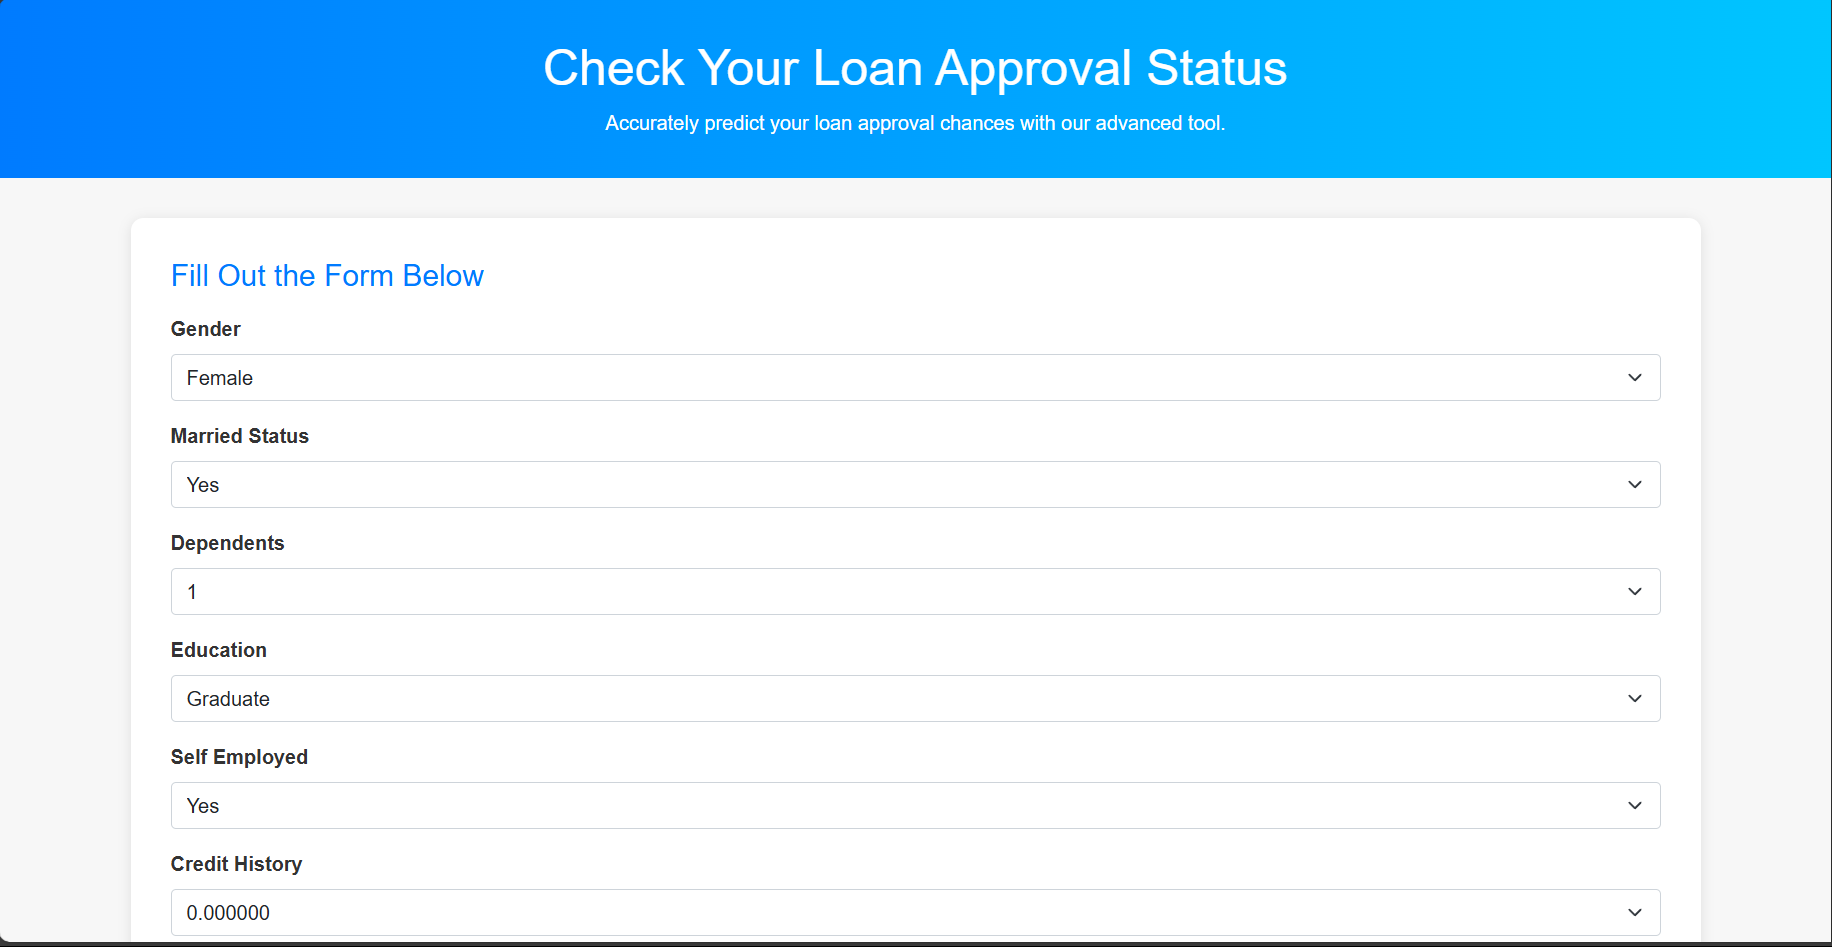 Check Your Loan Approval Status
Accurately predict your loan approval chances with our advanced tool.
Fill Out the Form Below
Gender
Female
Married Status
Yes
Dependents
1
Education
Graduate
Self Employed
Yes
Credit History
0.000000